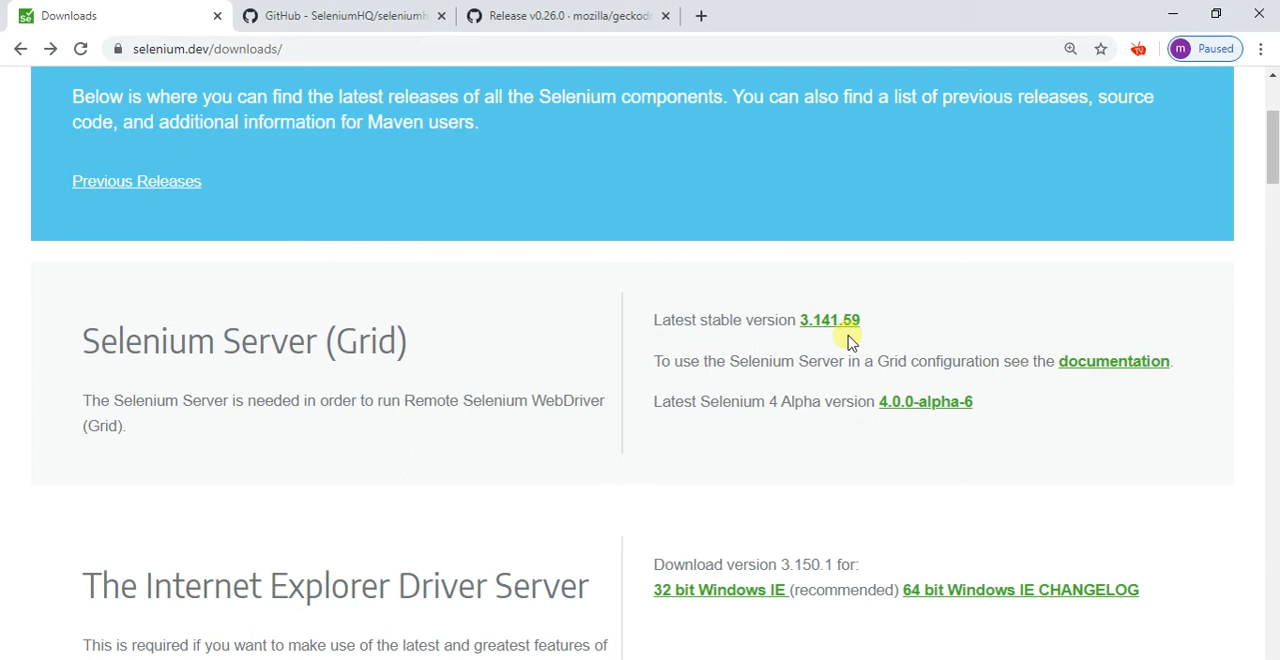 Downloads
GitHub - SeleniumHQ/seleniumh
Release v0.26.0 · mozilla/geckodr
selenium.dev/downloads/
m Paused
Below is where you can find the latest releases of all the Selenium components. You can also find a list of previous releases, source
code, and additional information for Maven users.
Previous Releases
Selenium Server (Grid)
The Selenium Server is needed in order to run Remote Selenium WebDriver
(Grid).
Latest stable version 3.141.59
To use the Selenium Server in a Grid configuration see the documentation.
Latest Selenium 4 Alpha version 4.0.0-alpha-6
The Internet Explorer Driver Server
This is required if you want to make use of the latest and greatest features of
Download version 3.150.1 for:
32 bit Windows IE (recommended) 64 bit Windows IE CHANGELOG